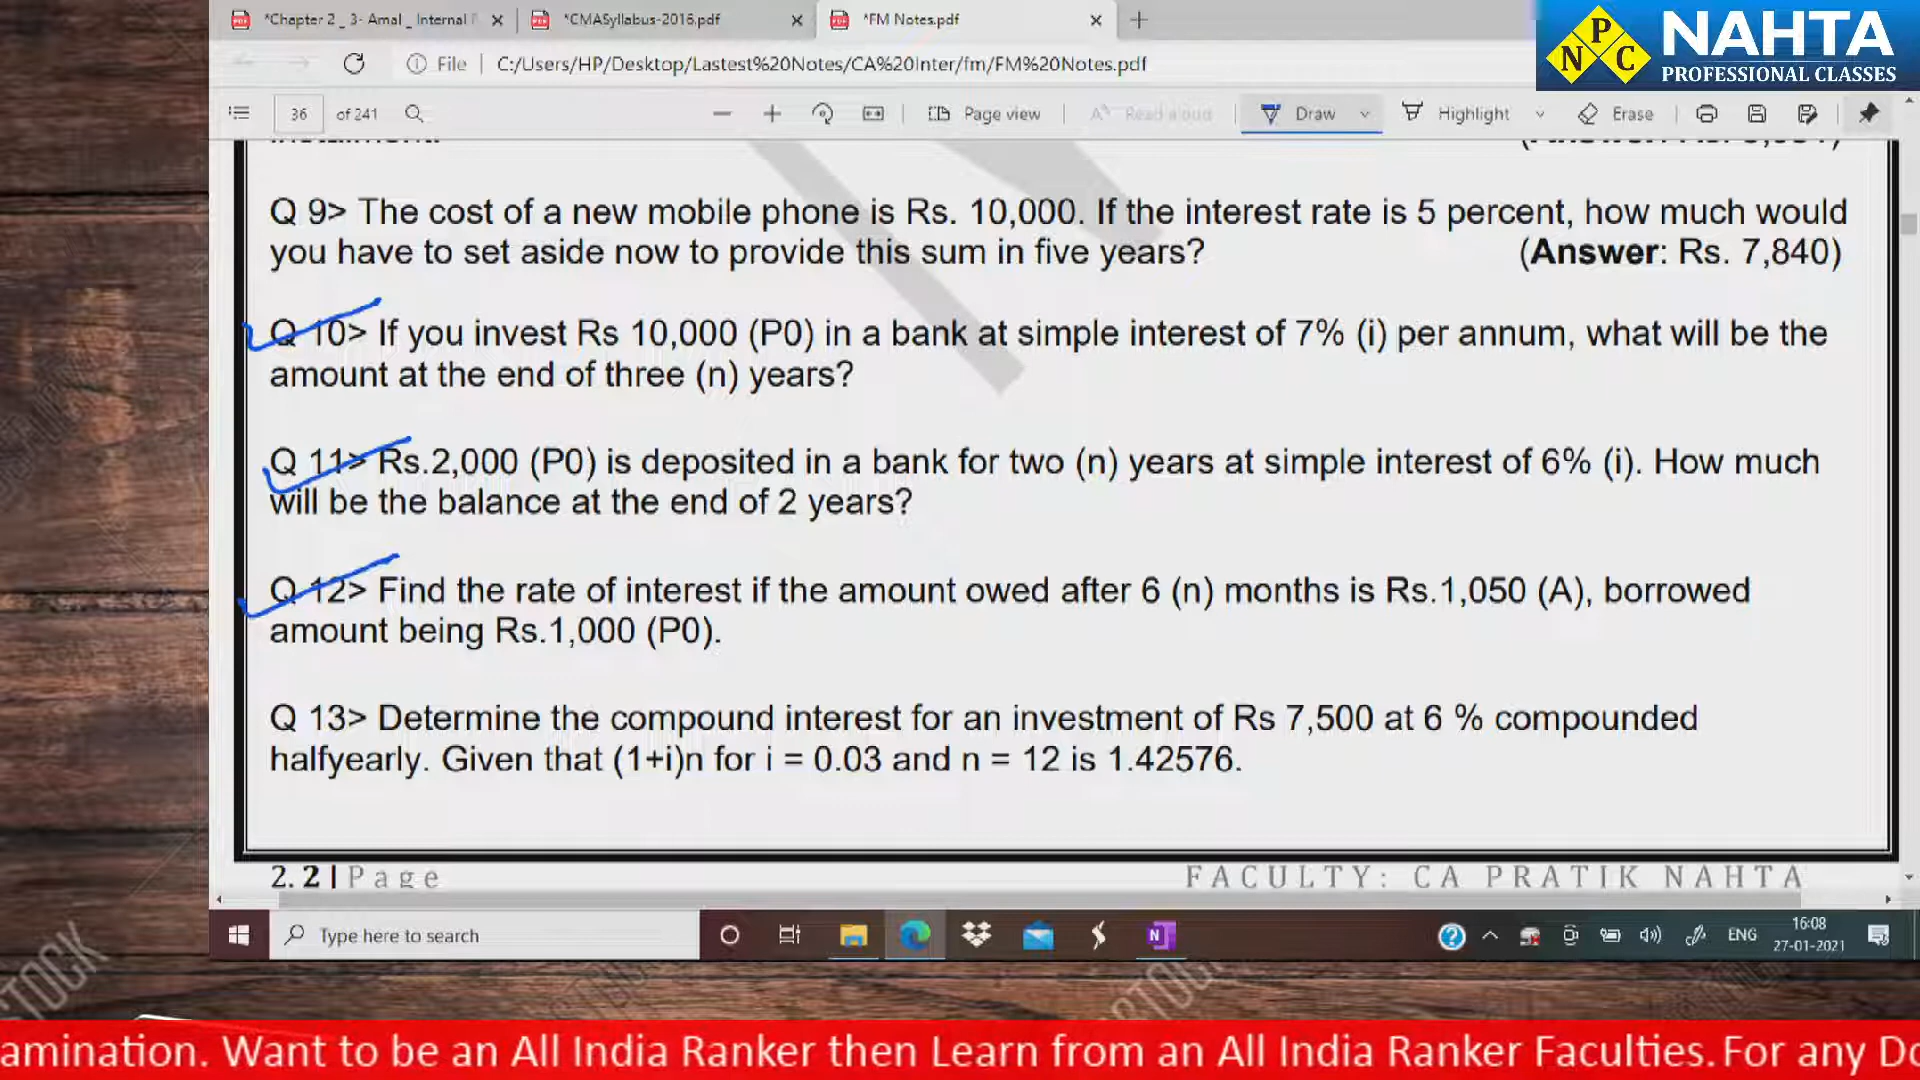 *Chapter 2 _ 3- Amal _ Internal
*CMASyllabus-2016.pdf
*FM Notes.pdf
NPC
NAHTA
PROFESSIONAL CLASSES
File
C:/Users/HP/Desktop/Lastest%20Notes/CA%20Inter/fm/FM%20Notes.pdf
36 of 241
Page view
Read aloud
Draw
Highlight
Erase
Q 9> The cost of a new mobile phone is Rs. 10,000. If the interest rate is 5 percent, how much would
you have to set aside now to provide this sum in five years? (Answer: Rs. 7,840)
Q 10> If you invest Rs 10,000 (P0) in a bank at simple interest of 7% (i) per annum, what will be the
amount at the end of three (n) years?
Q 11> Rs.2,000 (P0) is deposited in a bank for two (n) years at simple interest of 6% (i). How much
will be the balance at the end of 2 years?
Q 12> Find the rate of interest if the amount owed after 6 (n) months is Rs.1,050 (A), borrowed
amount being Rs.1,000 (P0).
Q 13> Determine the compound interest for an investment of Rs 7,500 at 6 % compounded
halfyearly. Given that (1+i)n for i = 0.03 and n = 12 is 1.42576.
2.2 | Page
FACULTY: CA PRATIK NAHTA
Type here to search
ENG
16:08
27-01-2021
amination. Want to be an All India Ranker then Learn from an All India Ranker Faculties. For any Do